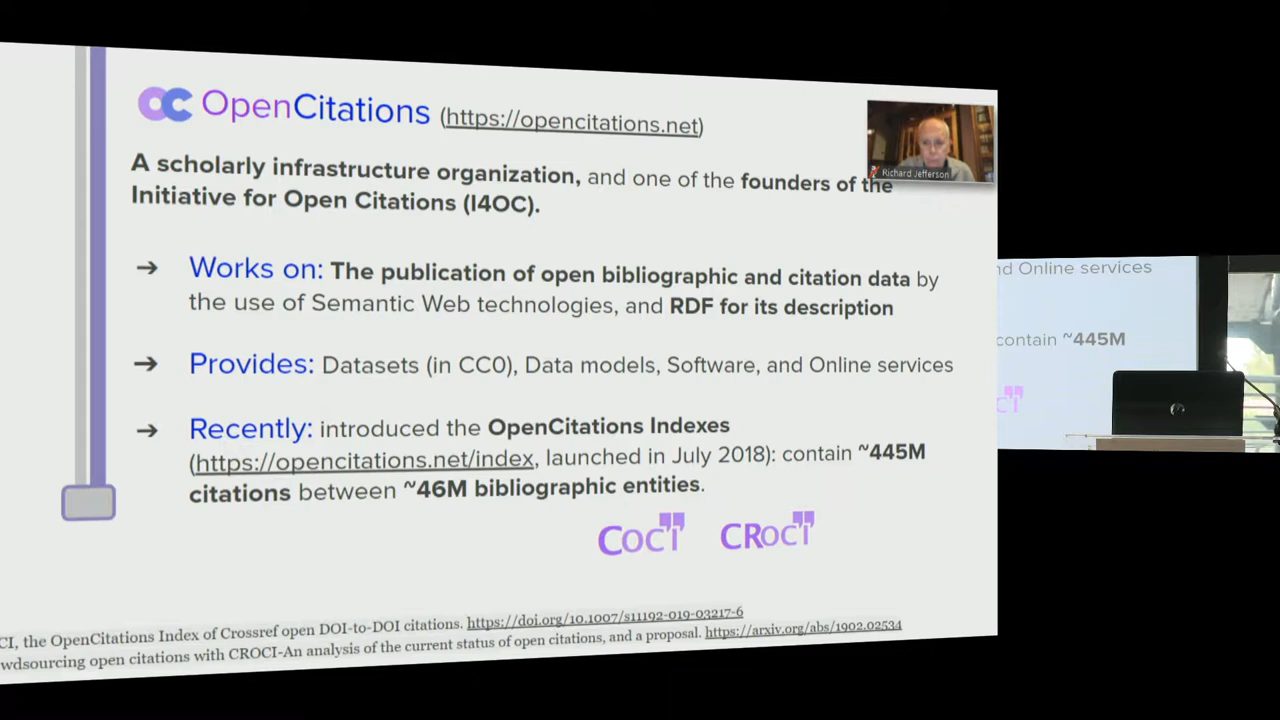 OpenCitations (https://opencitations.net)
Richard Jefferson
A scholarly infrastructure organization, and one of the founders of the
Initiative for Open Citations (I4OC).
➔ Works on: The publication of open bibliographic and citation data by
the use of Semantic Web technologies, and RDF for its description
➔ Provides: Datasets (in CC0), Data models, Software, and Online services
➔ Recently: introduced the OpenCitations Indexes
(https://opencitations.net/index, launched in July 2018): contain ~445M
citations between ~46M bibliographic entities.
COCI CROCI
CI, the OpenCitations Index of Crossref open DOI-to-DOI citations. https://doi.org/10.1007/s11192-019-03217-6
wdsourcing open citations with CROCI-An analysis of the current status of open citations, and a proposal. https://arxiv.org/abs/1902.02534
nd Online services
contain ~445M